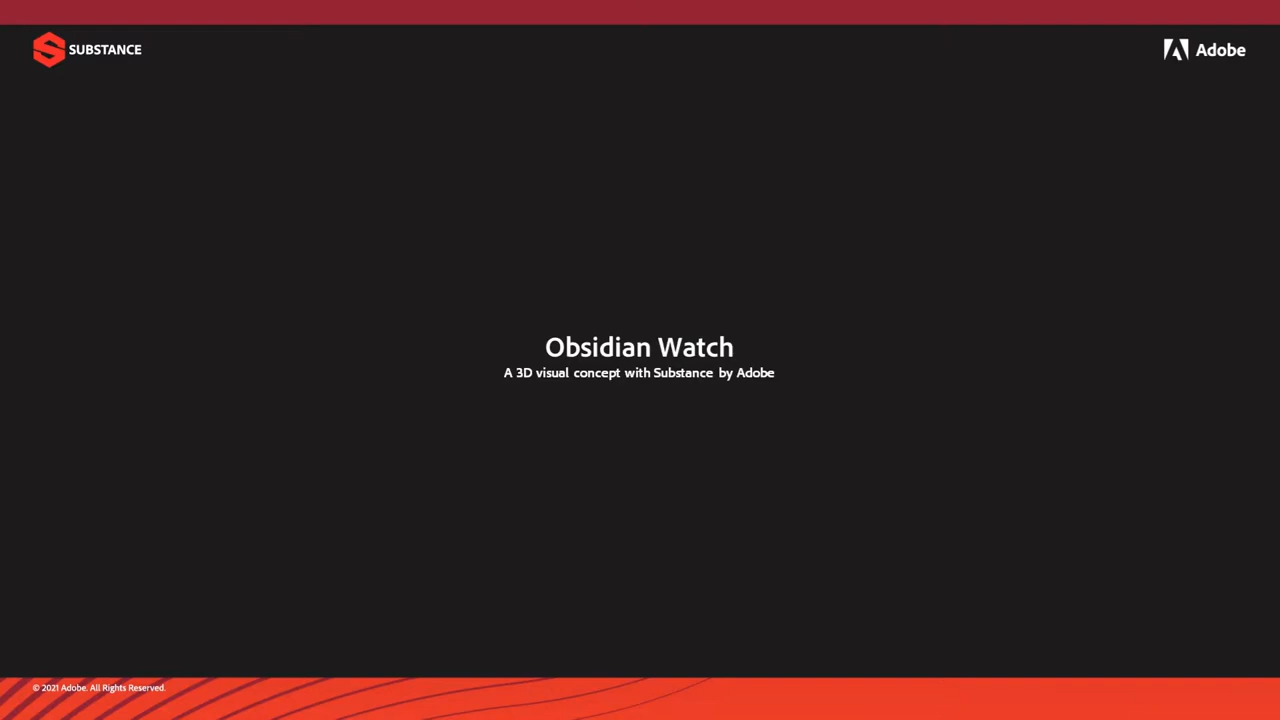 SUBSTANCE
Adobe
Obsidian Watch
A 3D visual concept with Substance by Adobe
© 2021 Adobe. All Rights Reserved.